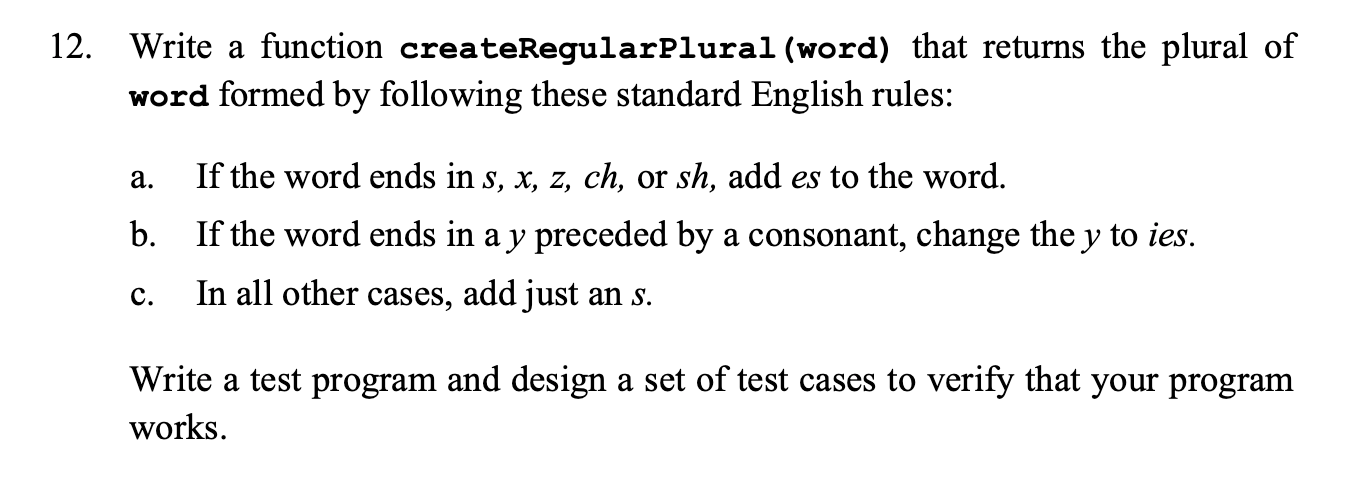 12. Write a function createRegularPlural(word) that returns the plural of
word formed by following these standard English rules:
a. If the word ends in s, x, z, ch, or sh, add es to the word.
b. If the word ends in a y preceded by a consonant, change the y to ies.
c. In all other cases, add just an s.
Write a test program and design a set of test cases to verify that your program
works.